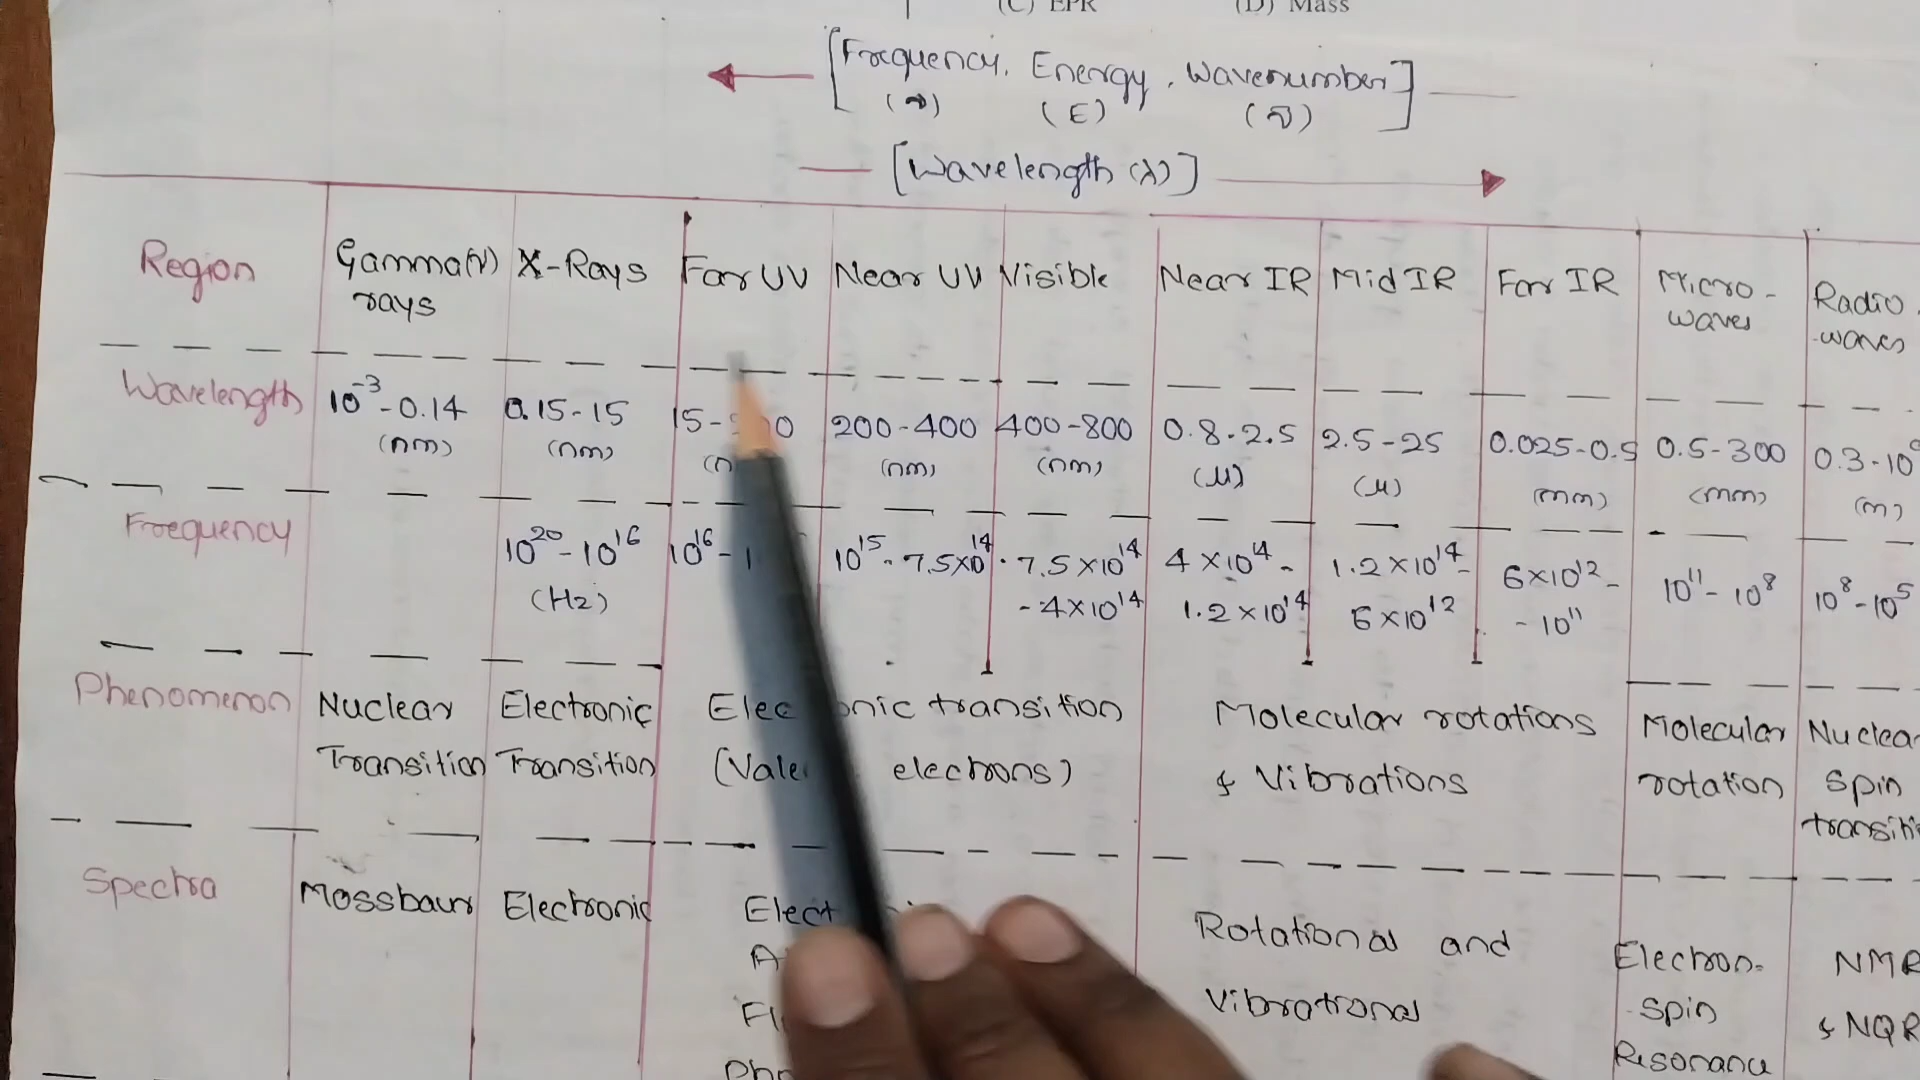 (C) EPR (D) Mass
[Frequency, Energy, Wavenumber]
(ν) (E) (ν̅)
[Wavelength (λ)]
Region Gamma(γ) rays X-Rays Far UV Near UV Visible Near IR Mid IR Far IR Micro-waves Radio waves
Wavelength 10⁻³-0.14 (nm) 0.15-15 (nm) 15- 200-400 (nm) 400-800 (nm) 0.8-2.5 (μ) 2.5-25 (μ) 0.025-0.5 (mm) 0.5-300 (mm) 0.3-10 (m)
Frequency 10²⁰-10¹⁶ (Hz) 10¹⁶- 10¹⁵-7.5×10¹⁴ 7.5×10¹⁴ -4×10¹⁴ 4×10¹⁴- 1.2×10¹⁴ 1.2×10¹⁴- 6×10¹² 6×10¹²- -10¹¹ 10¹¹-10⁸ 10⁸-10⁵
Phenomenon Nuclear Transition Electronic Transition transition electrons) Molecular rotations & Vibrations Molecular rotation Nuclear Spin
Spectra Mossbaur Electronic Rotational and Vibrational Electron-Spin Resonance NMR & NQR